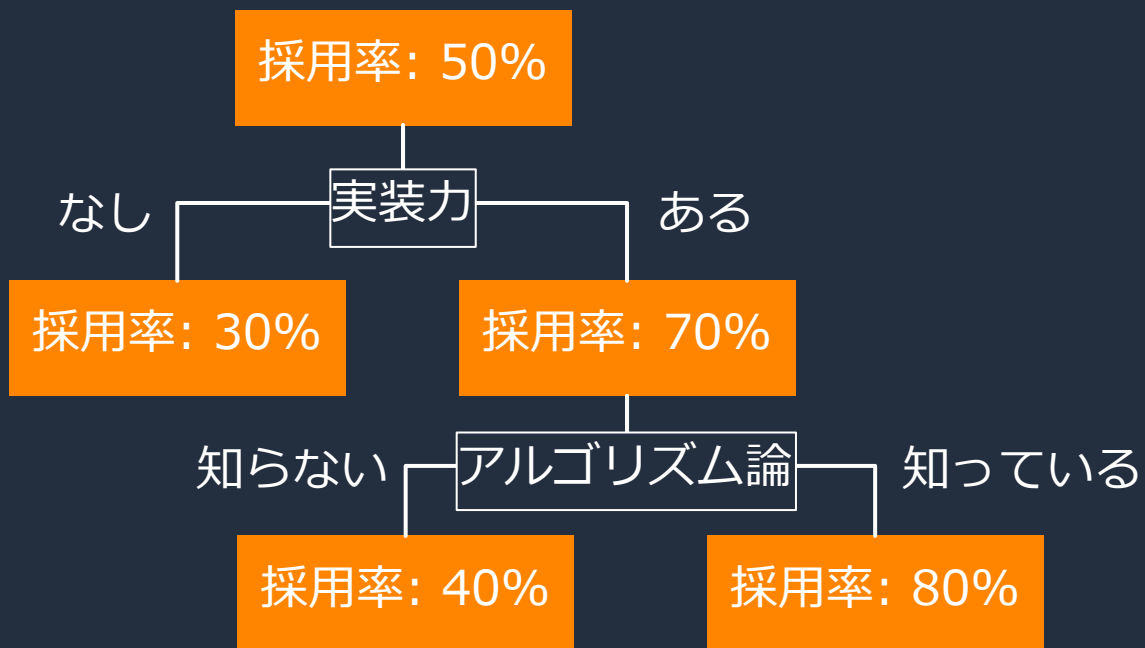 採用率: 50%
実装力
なし
ある
採用率: 30%
採用率: 70%
アルゴリズム論
知らない
知っている
採用率: 40%
採用率: 80%